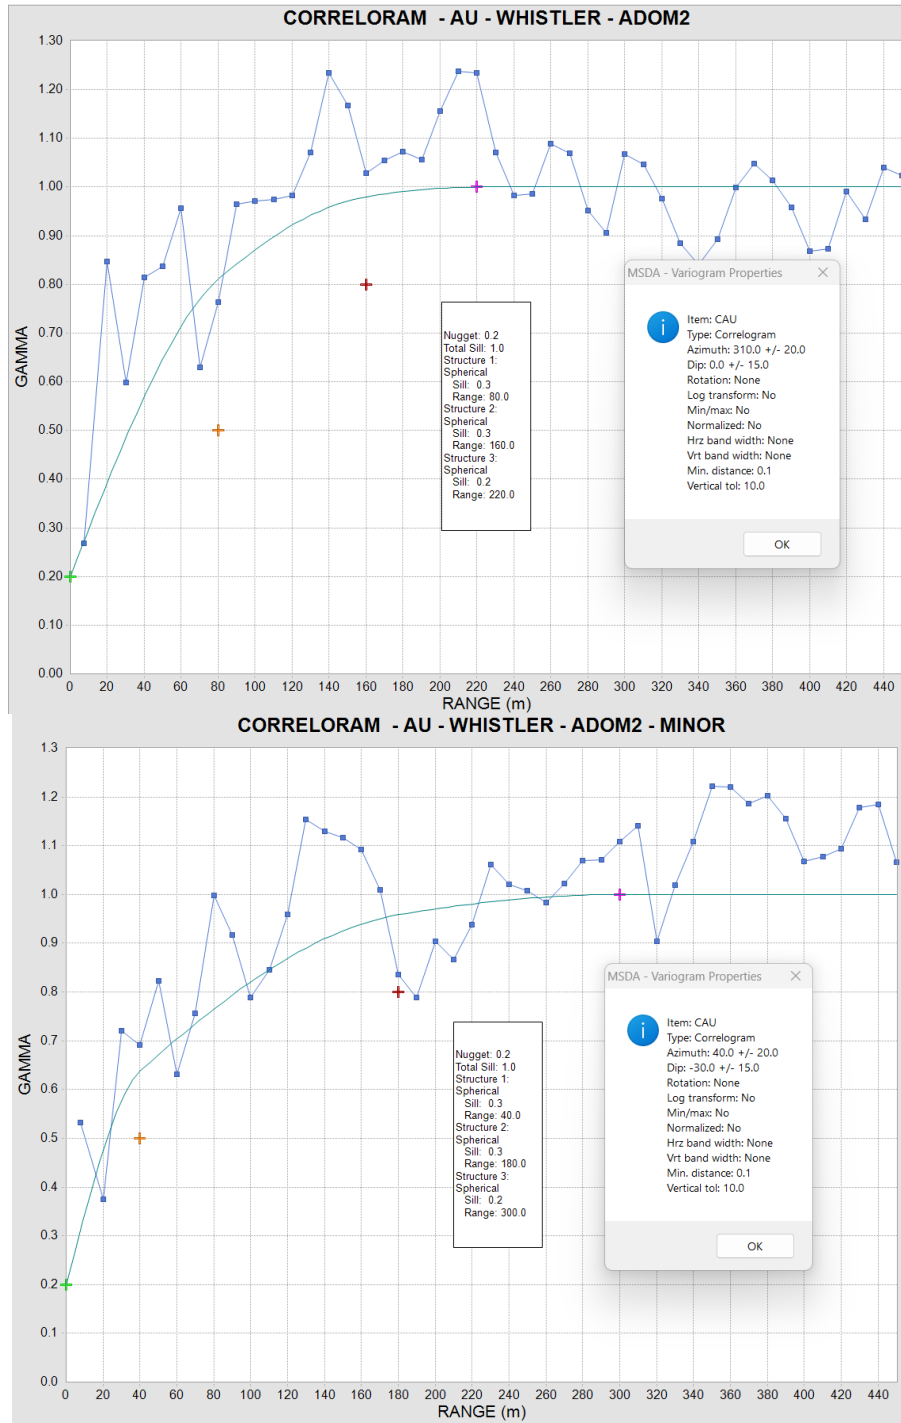 CORRELORAM - AU - WHISTLER - ADOM2
1.30
1.20
1.10
1.00
0.90
0.80
0.70
0.60
0.50
0.40
0.30
0.20
0.10
0.00
GAMMA
0 20 40 60 80 100 120 140 160 180 200 220 240 260 280 300 320 340 360 380 400 420 440
RANGE (m)
Nugget: 0.2
Total Sill: 1.0
Structure 1:
Spherical
Sill: 0.3
Range: 80.0
Structure 2:
Spherical
Sill: 0.3
Range: 160.0
Structure 3:
Spherical
Sill: 0.2
Range: 220.0
MSDA - Variogram Properties
Item: CAU
Type: Correlogram
Azimuth: 310.0 +/- 20.0
Dip: 0.0 +/- 15.0
Rotation: None
Log transform: No
Min/max: No
Normalized: No
Hrz band width: None
Vrt band width: None
Min. distance: 0.1
Vertical tol: 10.0
OK
CORRELORAM - AU - WHISTLER - ADOM2 - MINOR
1.3
1.2
1.1
1.0
0.9
0.8
0.7
0.6
0.5
0.4
0.3
0.2
0.1
0.0
GAMMA
0 20 40 60 80 100 120 140 160 180 200 220 240 260 280 300 320 340 360 380 400 420 440
RANGE (m)
Nugget: 0.2
Total Sill: 1.0
Structure 1:
Spherical
Sill: 0.3
Range: 40.0
Structure 2:
Spherical
Sill: 0.3
Range: 180.0
Structure 3:
Spherical
Sill: 0.2
Range: 300.0
MSDA - Variogram Properties
Item: CAU
Type: Correlogram
Azimuth: 40.0 +/- 20.0
Dip: -30.0 +/- 15.0
Rotation: None
Log transform: No
Min/max: No
Normalized: No
Hrz band width: None
Vrt band width: None
Min. distance: 0.1
Vertical tol: 10.0
OK